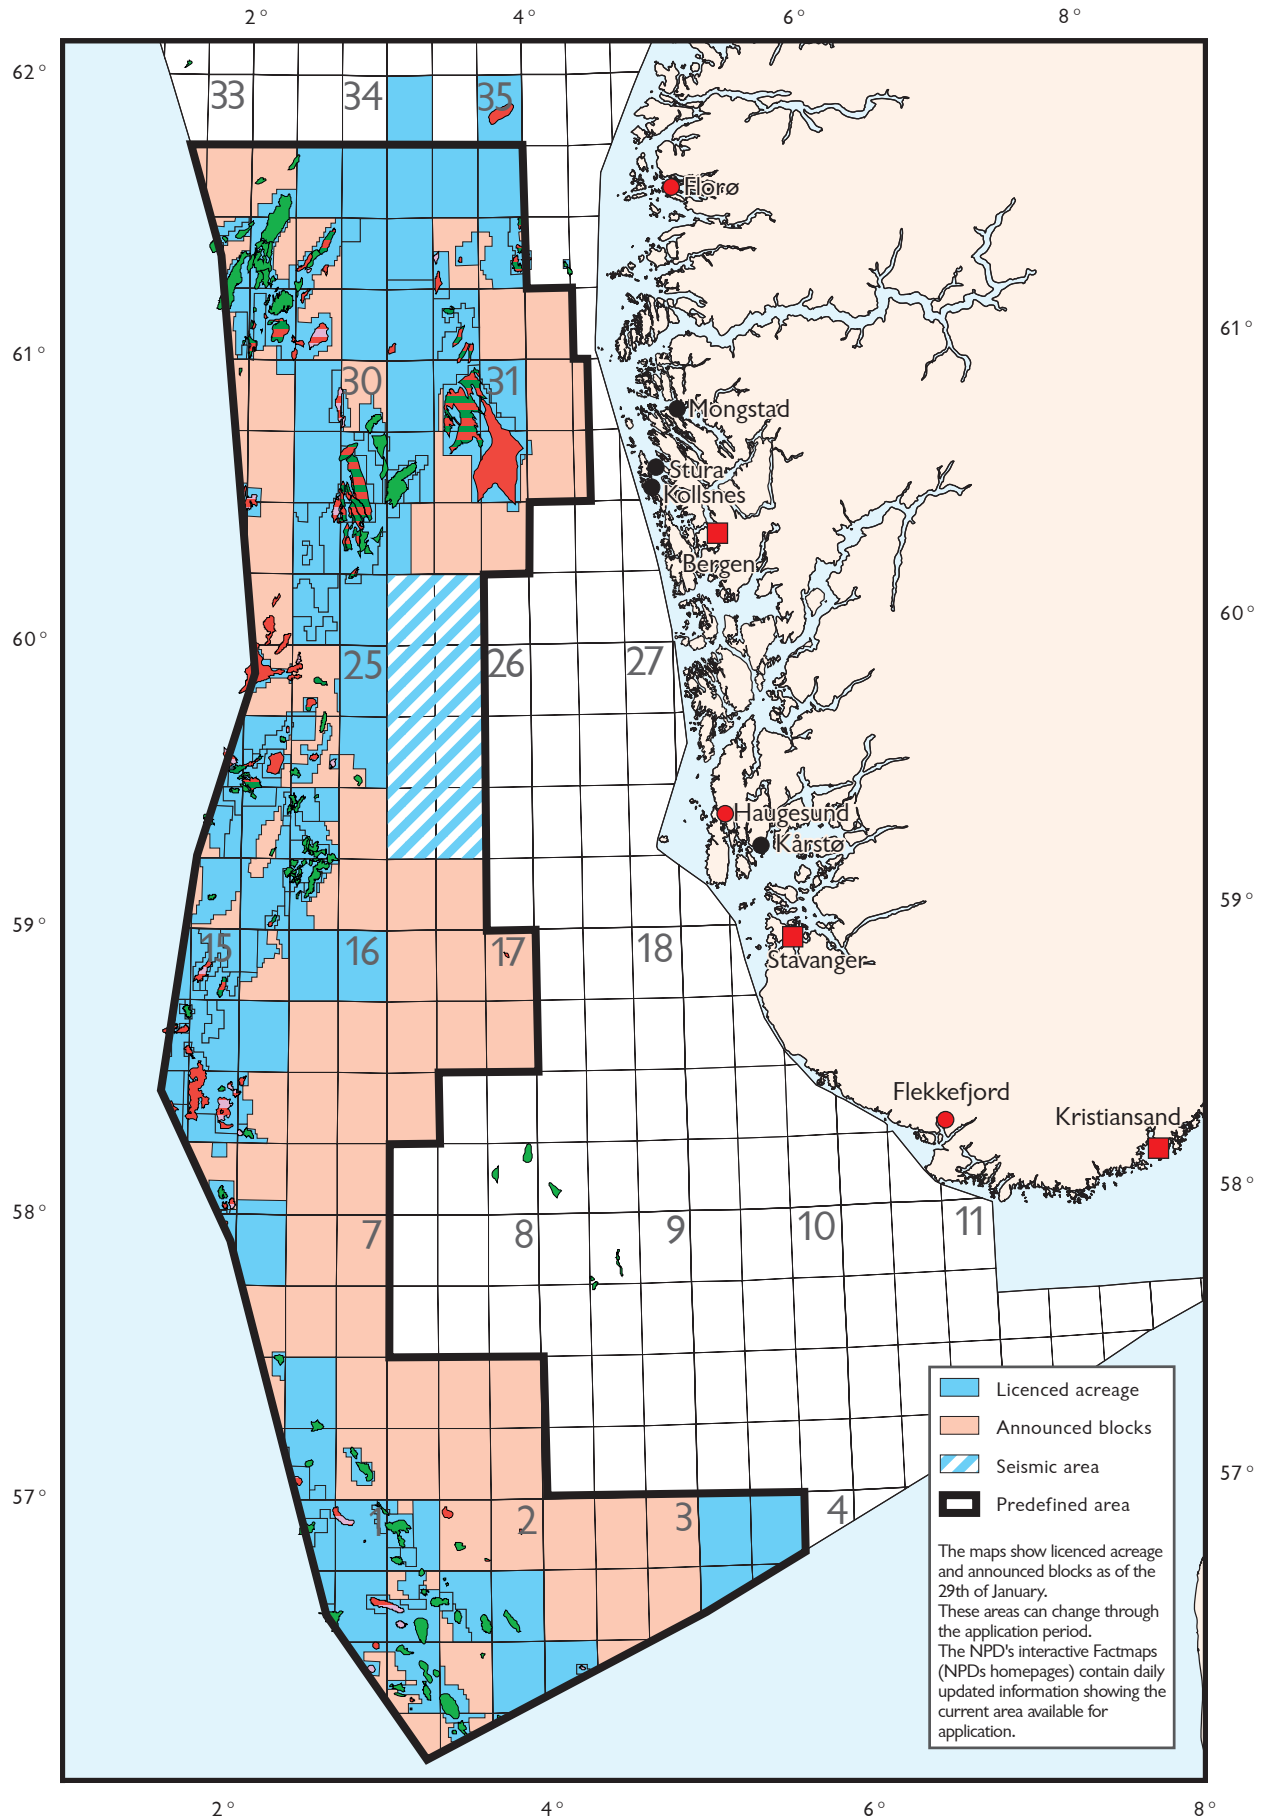 2°
4°
6°
8°
62°
33
34
35
Florø
61°
61°
30
31
Mongstad
Stura
Kollsnes
Bergen
60°
60°
25
26
27
Haugesund
Kårstø
59°
59°
15
16
17
18
Stavanger
Flekkefjord
Kristiansand
58°
58°
7
8
9
10
11
Licenced acreage
Announced blocks
Seismic area
Predefined area
57°
57°
1
2
3
4
The maps show licenced acreage
and announced blocks as of the
29th of January.
These areas can change through
the application period.
The NPD's interactive Factmaps
(NPDs homepages) contain daily
updated information showing the
current area available for
application.
2°
4°
6°
8°